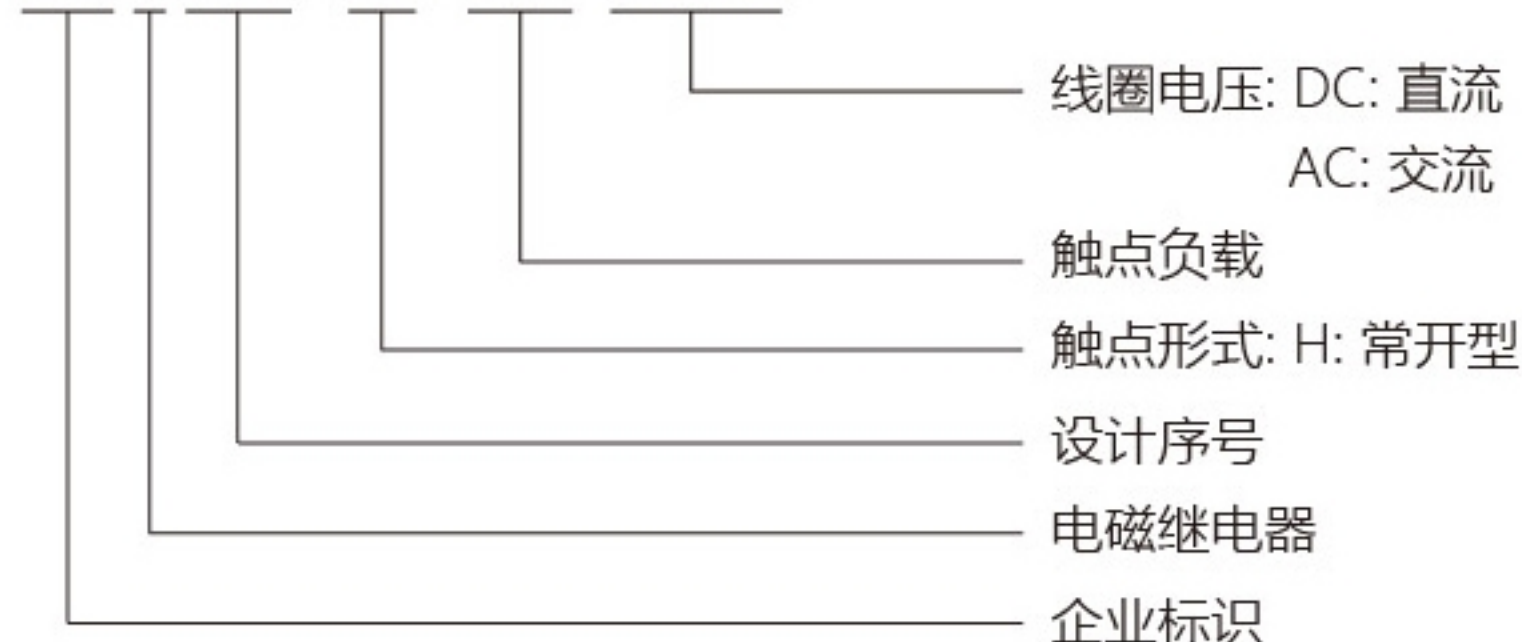 线圈电压: DC: 直流
AC: 交流
触点负载
触点形式: H: 常开型
设计序号
电磁继电器
企业标识